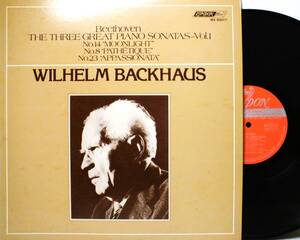 LONDON
Beethoven
THE THREE GREAT PIANO SONATAS-Vol.1
No.14 "MOONLIGHT"
No.8 "PATHÉTIQUE"
No.23 "APPASSIONATA"
WILHELM BACKHAUS